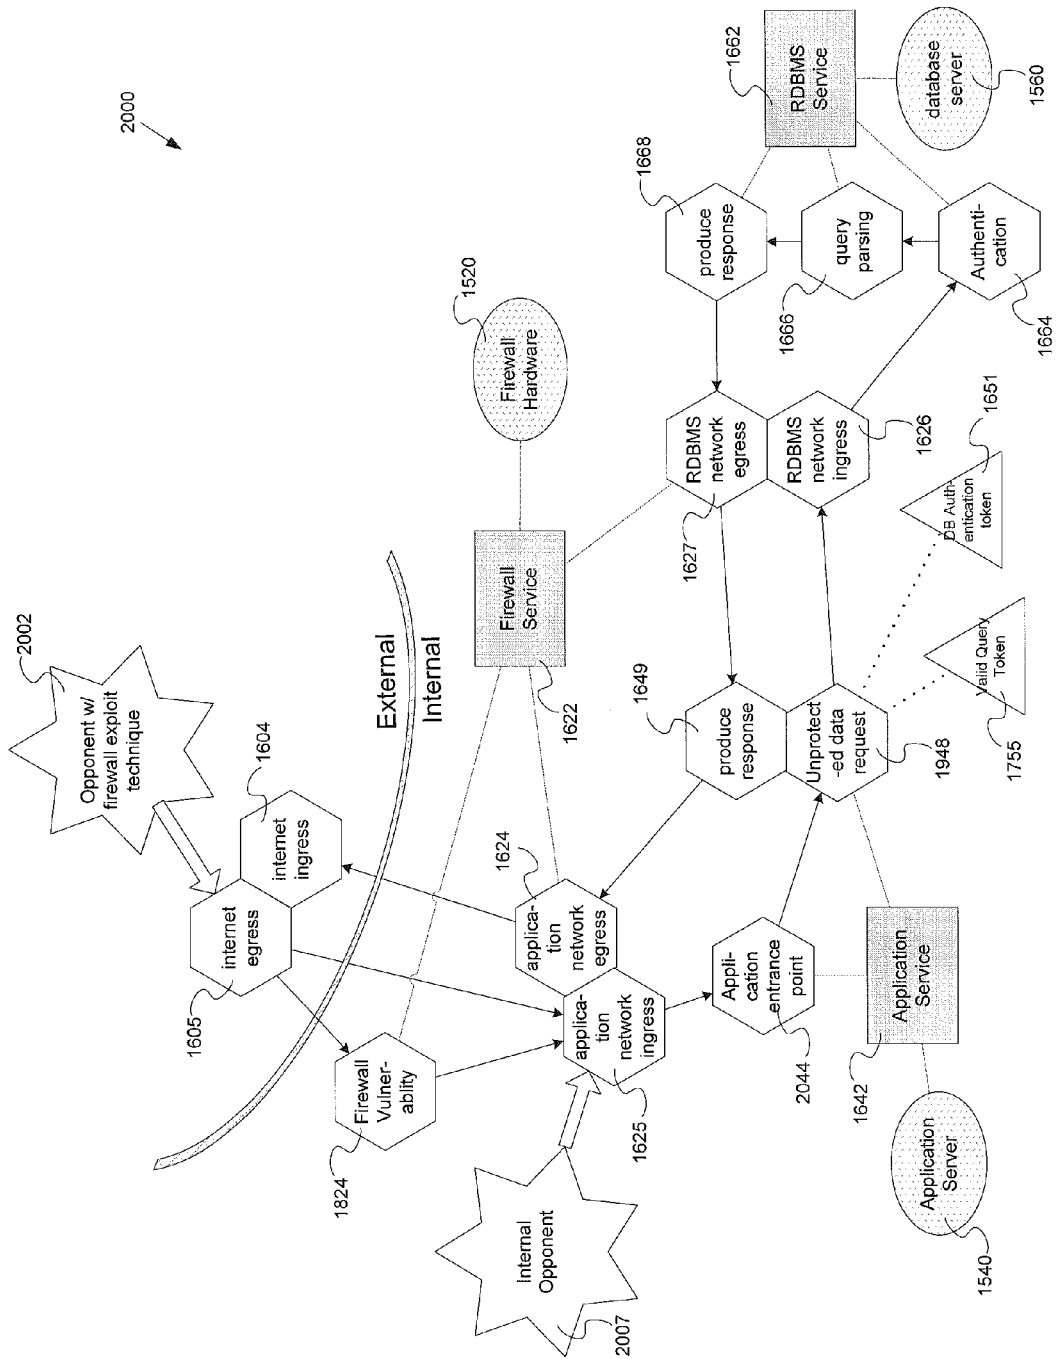 2000
2002
Opponent w/
firewall exploit
technique
1604
internet
ingress
internet
egress
1605
External
Internal
Firewall
Vulner-
ablity
1824
Internal
Opponent
2007
1520
Firewall
Hardware
Firewall
Service
1622
1624
applica-
tion
network
egress
applica-
tion
network
ingress
1625
1649
produce
response
Unprotect
-ed data
request
1948
Appli-
cation
entrance
point
2044
1642
Application
Service
Application
Server
1540
1662
RDBMS
Service
database
server
1560
1668
produce
response
query
parsing
1666
Authenti-
cation
1664
RDBMS
network
egress
1627
RDBMS
network
ingress
1626
1651
DB Auth-
entication
token
Valid Query
Token
1755